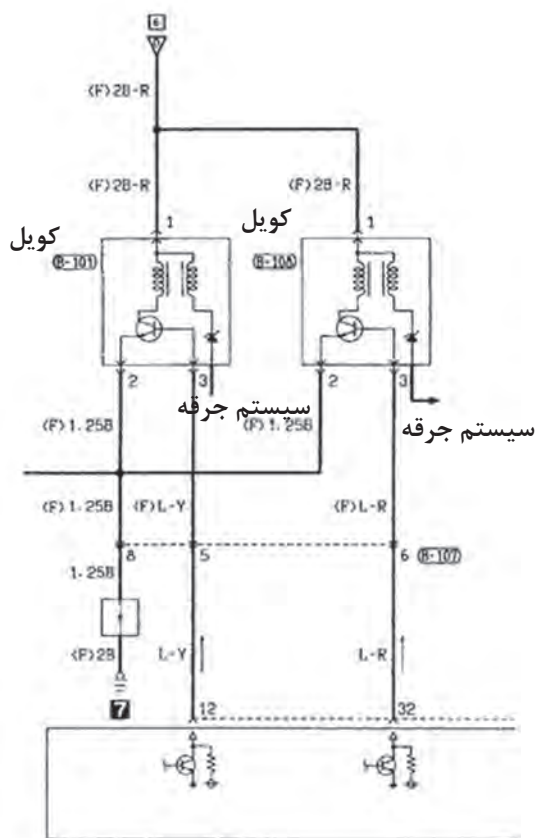 6
(F)2B-R
(F)2B-R
(F)2B-R
1
1
کویل
کویل
B-101
2
3
2
3
سیستم جرقه
سیستم جرقه
(F)1.25B
(F)1.25B
(F)1.25B
(F)L-Y
(F)L-R
8
5
6
B-107
1.25B
(F)2B
L-Y
L-R
7
12
32